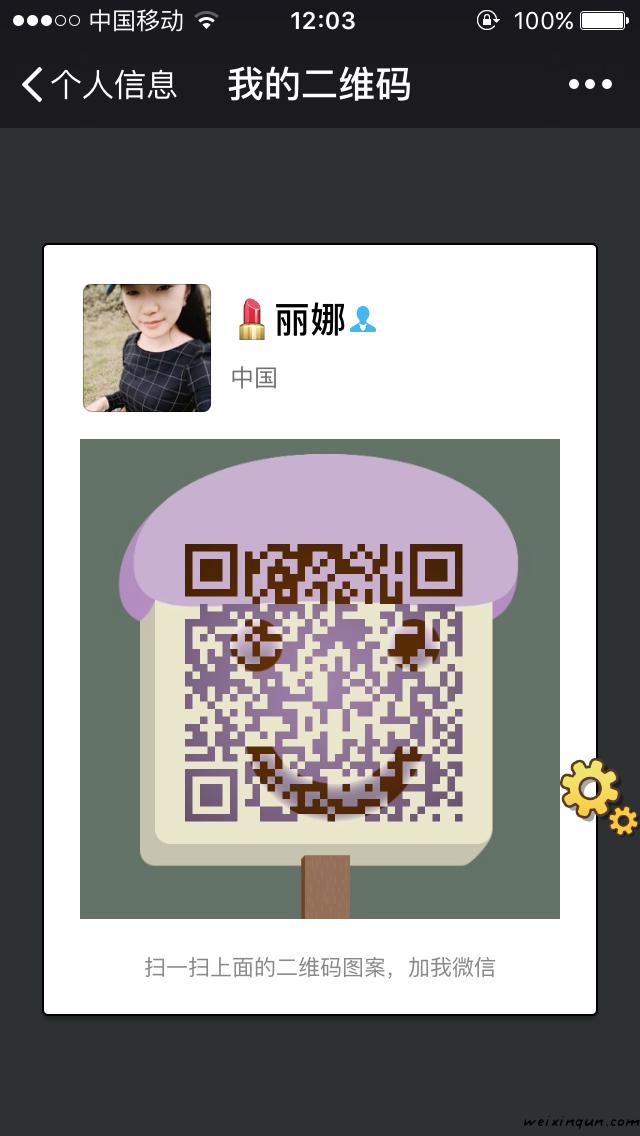 中国移动 12:03 100%
个人信息 我的二维码
丽娜
中国
扫一扫上面的二维码图案，加我微信
weixinqun.com